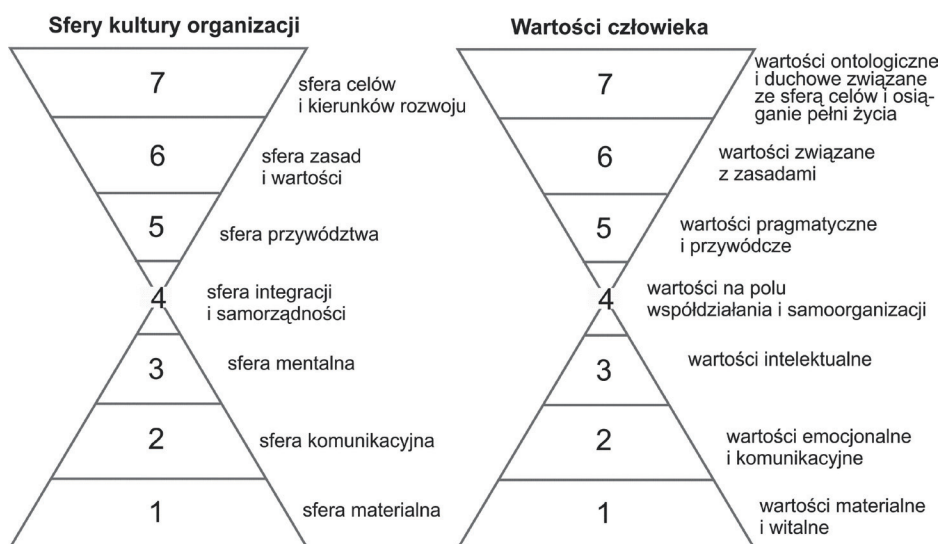 Sfery kultury organizacji
7
sfera celów
i kierunków rozwoju
6
sfera zasad
i wartości
5
sfera przywództwa
4
sfera integracji
i samorządności
3
sfera mentalna
2
sfera komunikacyjna
1
sfera materialna
Wartości człowieka
7
wartości ontologiczne
i duchowe związane
ze sferą celów i osią-
ganie pełni życia
6
wartości związane
z zasadami
5
wartości pragmatyczne
i przywódcze
4
wartości na polu
współdziałania i samoorganizacji
3
wartości intelektualne
2
wartości emocjonalne
i komunikacyjne
1
wartości materialne
i witalne